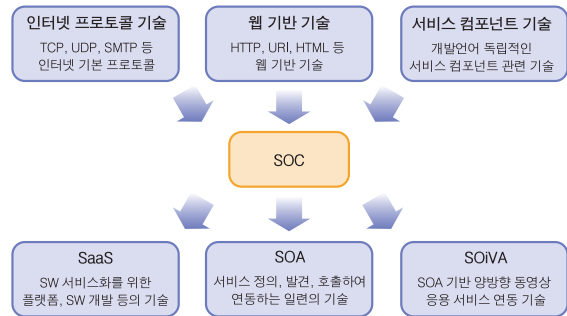 인터넷 프로토콜 기술
TCP, UDP, SMTP 등
인터넷 기본 프로토콜
웹 기반 기술
HTTP, URI, HTML 등
웹 기반 기술
서비스 컴포넌트 기술
개발언어 독립적인
서비스 컴포넌트 관련 기술
SOC
SaaS
SW 서비스화를 위한
플랫폼, SW 개발 등의 기술
SOA
서비스 정의, 발견, 호출하여
연동하는 일련의 기술
SOiVA
SOA 기반 양방향 동영상
응용 서비스 연동 기술